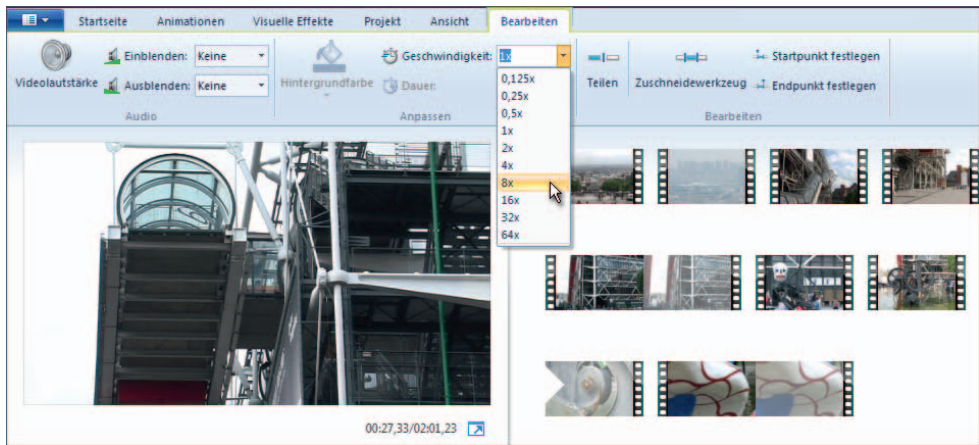 Startseite Animationen Visuelle Effekte Projekt Ansicht Bearbeiten
Videolautstärke
Einblenden: Keine
Ausblenden: Keine
Audio
Hintergrundfarbe
Geschwindigkeit: 1x
Dauer:
Anpassen
0,125x
0,25x
0,5x
1x
2x
4x
8x
16x
32x
64x
Teilen
Zuschneidewerkzeug
Startpunkt festlegen
Endpunkt festlegen
Bearbeiten
00:27,33/02:01,23